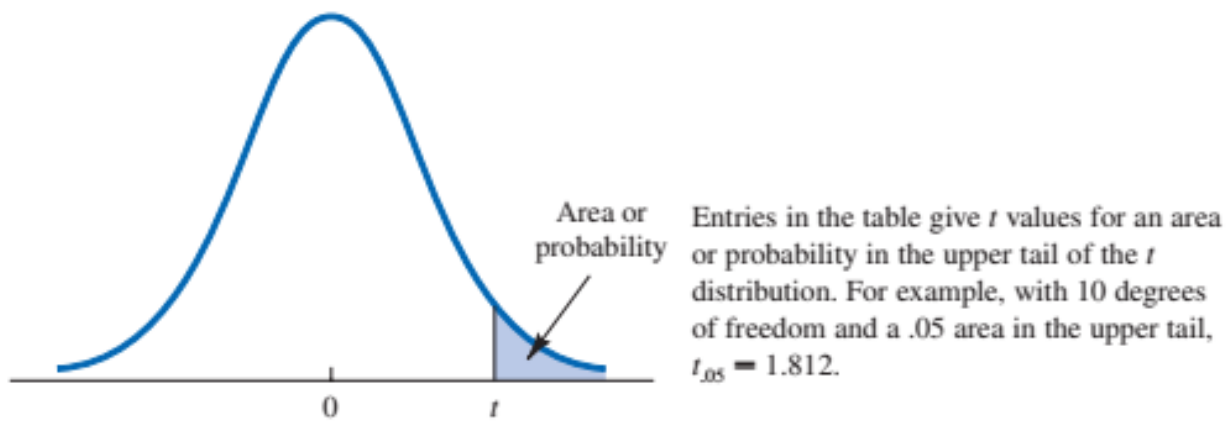 Area or
probability
Entries in the table give t values for an area
or probability in the upper tail of the t
distribution. For example, with 10 degrees
of freedom and a .05 area in the upper tail,
t.05 = 1.812.
0
t